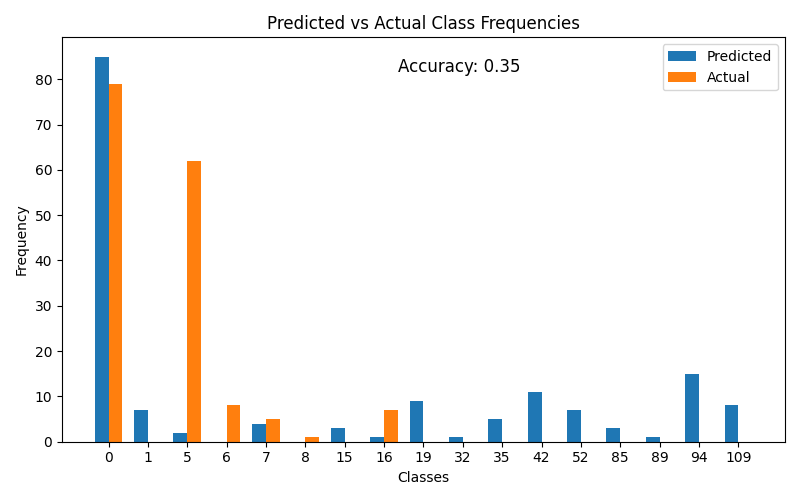 Predicted vs Actual Class Frequencies
Accuracy: 0.35
Predicted
Actual
Frequency
80
70
60
50
40
30
20
10
0
0 1 5 6 7 8 15 16 19 32 35 42 52 85 89 94 109
Classes